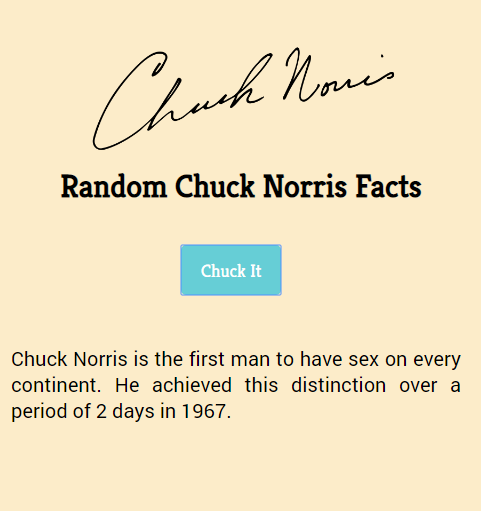 Chuck Norris
Random Chuck Norris Facts
Chuck It
Chuck Norris is the first man to have sex on every
continent. He achieved this distinction over a
period of 2 days in 1967.